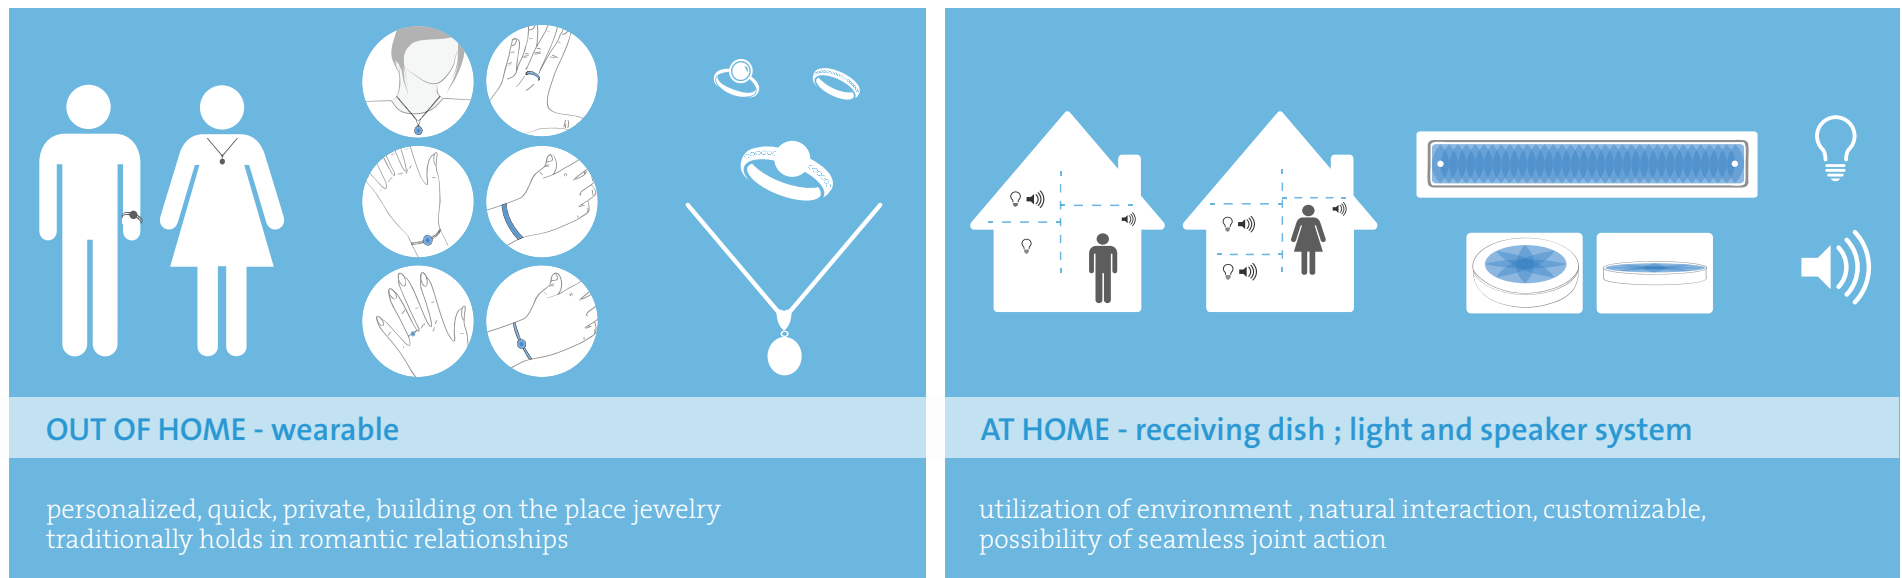 OUT OF HOME - wearable
personalized, quick, private, building on the place jewelry
traditionally holds in romantic relationships
AT HOME - receiving dish ; light and speaker system
utilization of environment , natural interaction, customizable,
possibility of seamless joint action